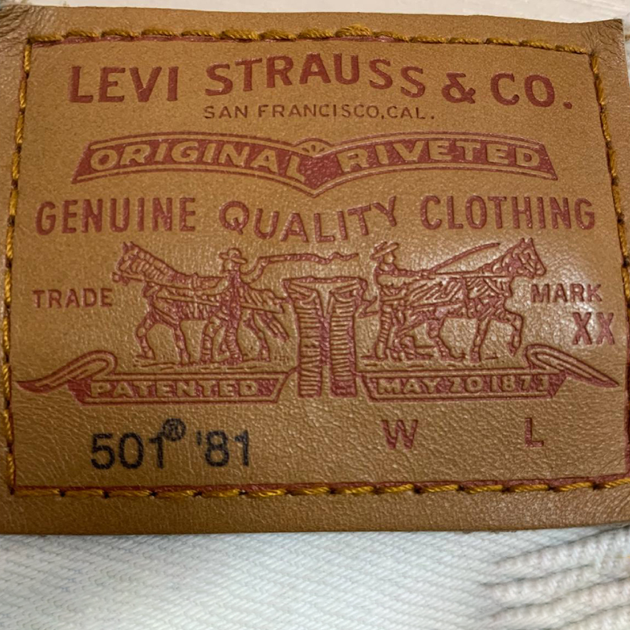 LEVI STRAUSS & CO.
SAN FRANCISCO, CAL.
ORIGINAL RIVETED
GENUINE QUALITY CLOTHING
TRADE MARK
XX
PATENTED MAY 20 1873
501® '81 W L